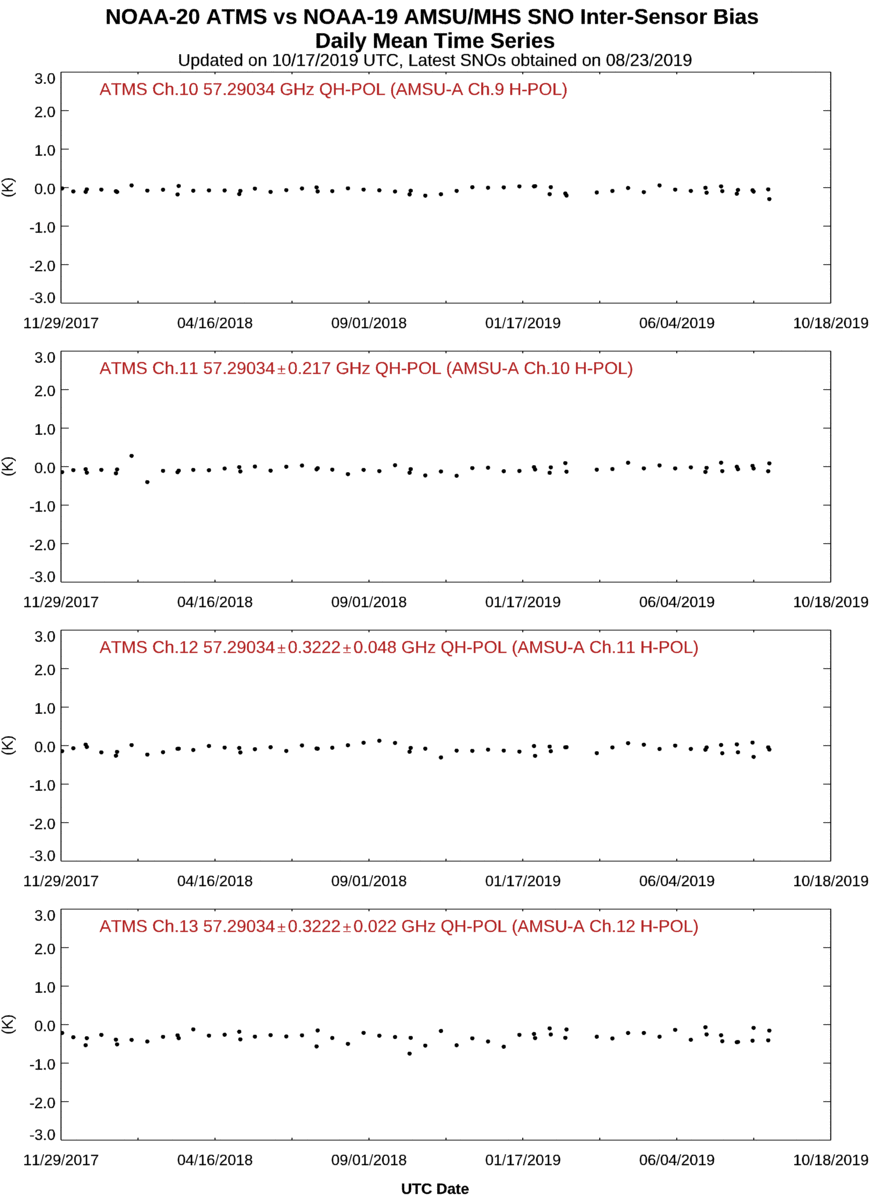 NOAA-20 ATMS vs NOAA-19 AMSU/MHS SNO Inter-Sensor Bias
Daily Mean Time Series
Updated on 10/17/2019 UTC, Latest SNOs obtained on 08/23/2019
ATMS Ch.10 57.29034 GHz QH-POL (AMSU-A Ch.9 H-POL)
3.0
2.0
1.0
0.0
-1.0
-2.0
-3.0
(K)
11/29/2017 04/16/2018 09/01/2018 01/17/2019 06/04/2019 10/18/2019
ATMS Ch.11 57.29034±0.217 GHz QH-POL (AMSU-A Ch.10 H-POL)
3.0
2.0
1.0
0.0
-1.0
-2.0
-3.0
(K)
11/29/2017 04/16/2018 09/01/2018 01/17/2019 06/04/2019 10/18/2019
ATMS Ch.12 57.29034±0.3222±0.048 GHz QH-POL (AMSU-A Ch.11 H-POL)
3.0
2.0
1.0
0.0
-1.0
-2.0
-3.0
(K)
11/29/2017 04/16/2018 09/01/2018 01/17/2019 06/04/2019 10/18/2019
ATMS Ch.13 57.29034±0.3222±0.022 GHz QH-POL (AMSU-A Ch.12 H-POL)
3.0
2.0
1.0
0.0
-1.0
-2.0
-3.0
(K)
11/29/2017 04/16/2018 09/01/2018 01/17/2019 06/04/2019 10/18/2019
UTC Date